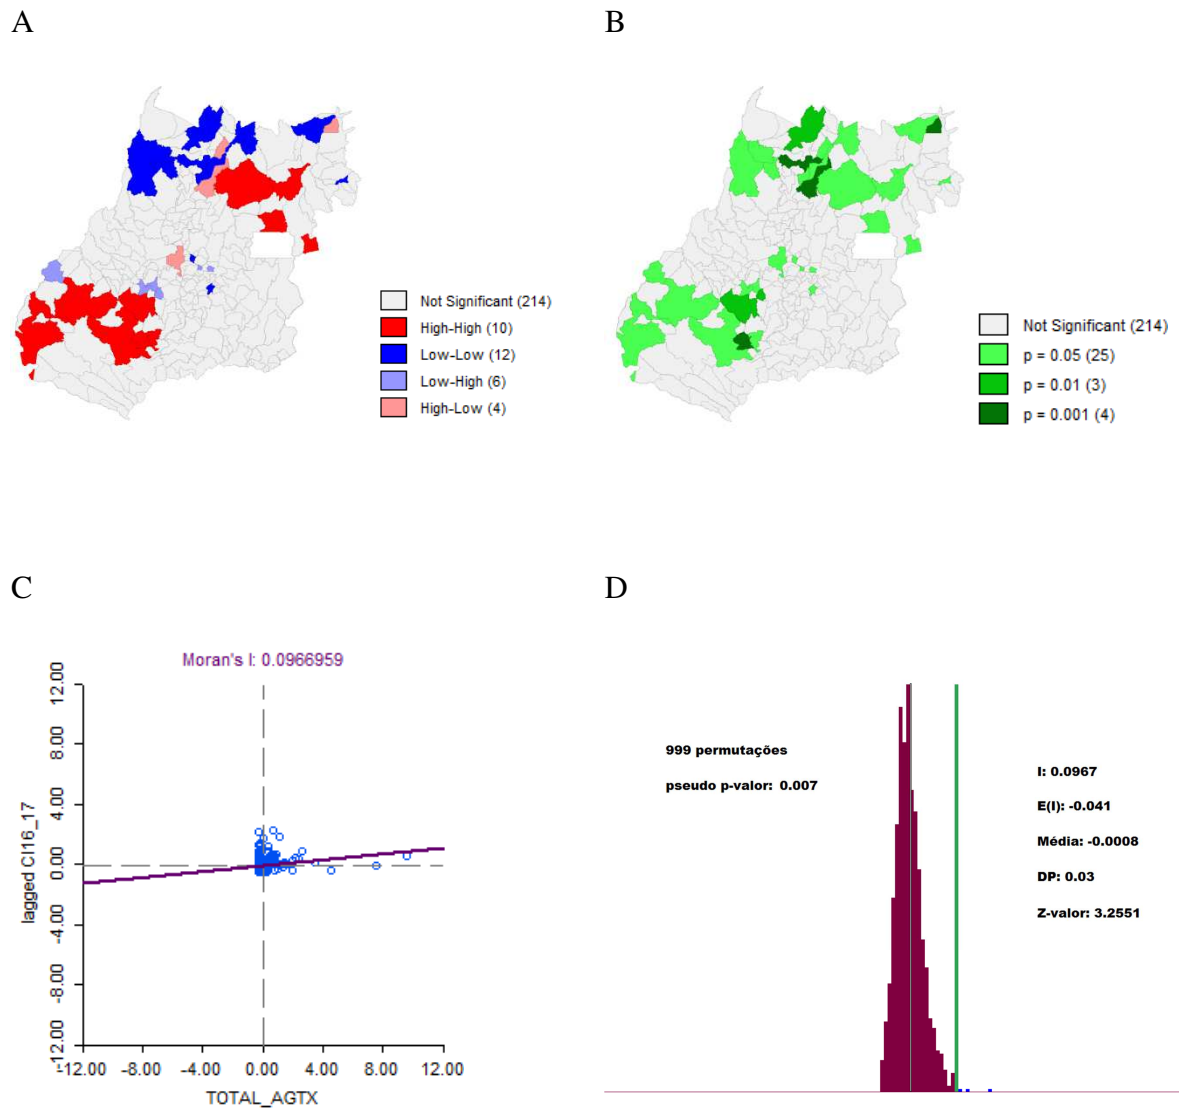 A
B
Not Significant (214)
High-High (10)
Low-Low (12)
Low-High (6)
High-Low (4)
Not Significant (214)
p = 0.05 (25)
p = 0.01 (3)
p = 0.001 (4)
C
D
Moran's I: 0.0966959
lagged CI16_17
12.00
8.00
4.00
0.00
-4.00
-8.00
-12.00
-12.00 -8.00 -4.00 0.00 4.00 8.00 12.00
TOTAL_AGTX
999 permutações
pseudo p-valor: 0.007
I: 0.0967
E(I): -0.041
Média: -0.0008
DP: 0.03
Z-valor: 3.2551